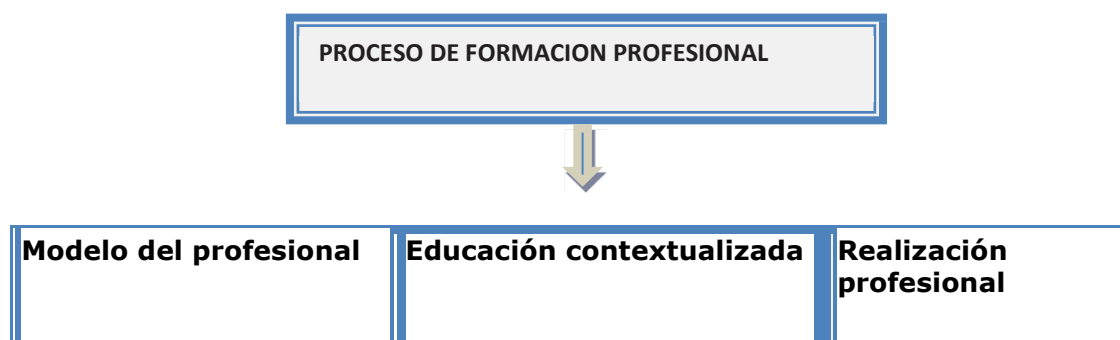 PROCESO DE FORMACION PROFESIONAL
Modelo del profesional
Educación contextualizada
Realización
profesional